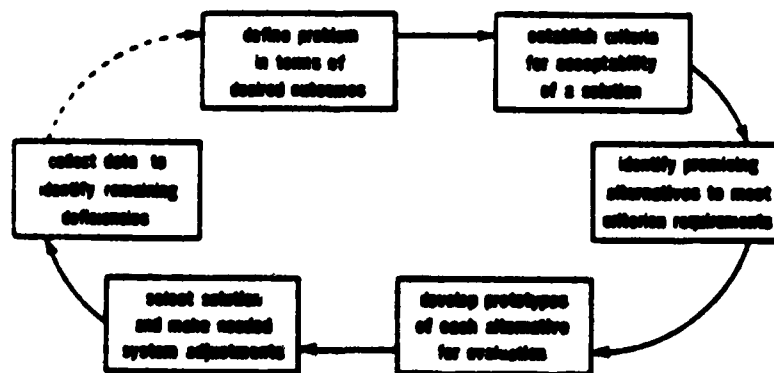 define problem
in terms of
desired outcomes
establish criteria
for acceptability
of a solution
identify promising
alternatives to meet
criterion requirements
develop prototypes
of each alternative
for evaluation
select solution
and make needed
system adjustments
collect data to
identify remaining
deficiencies